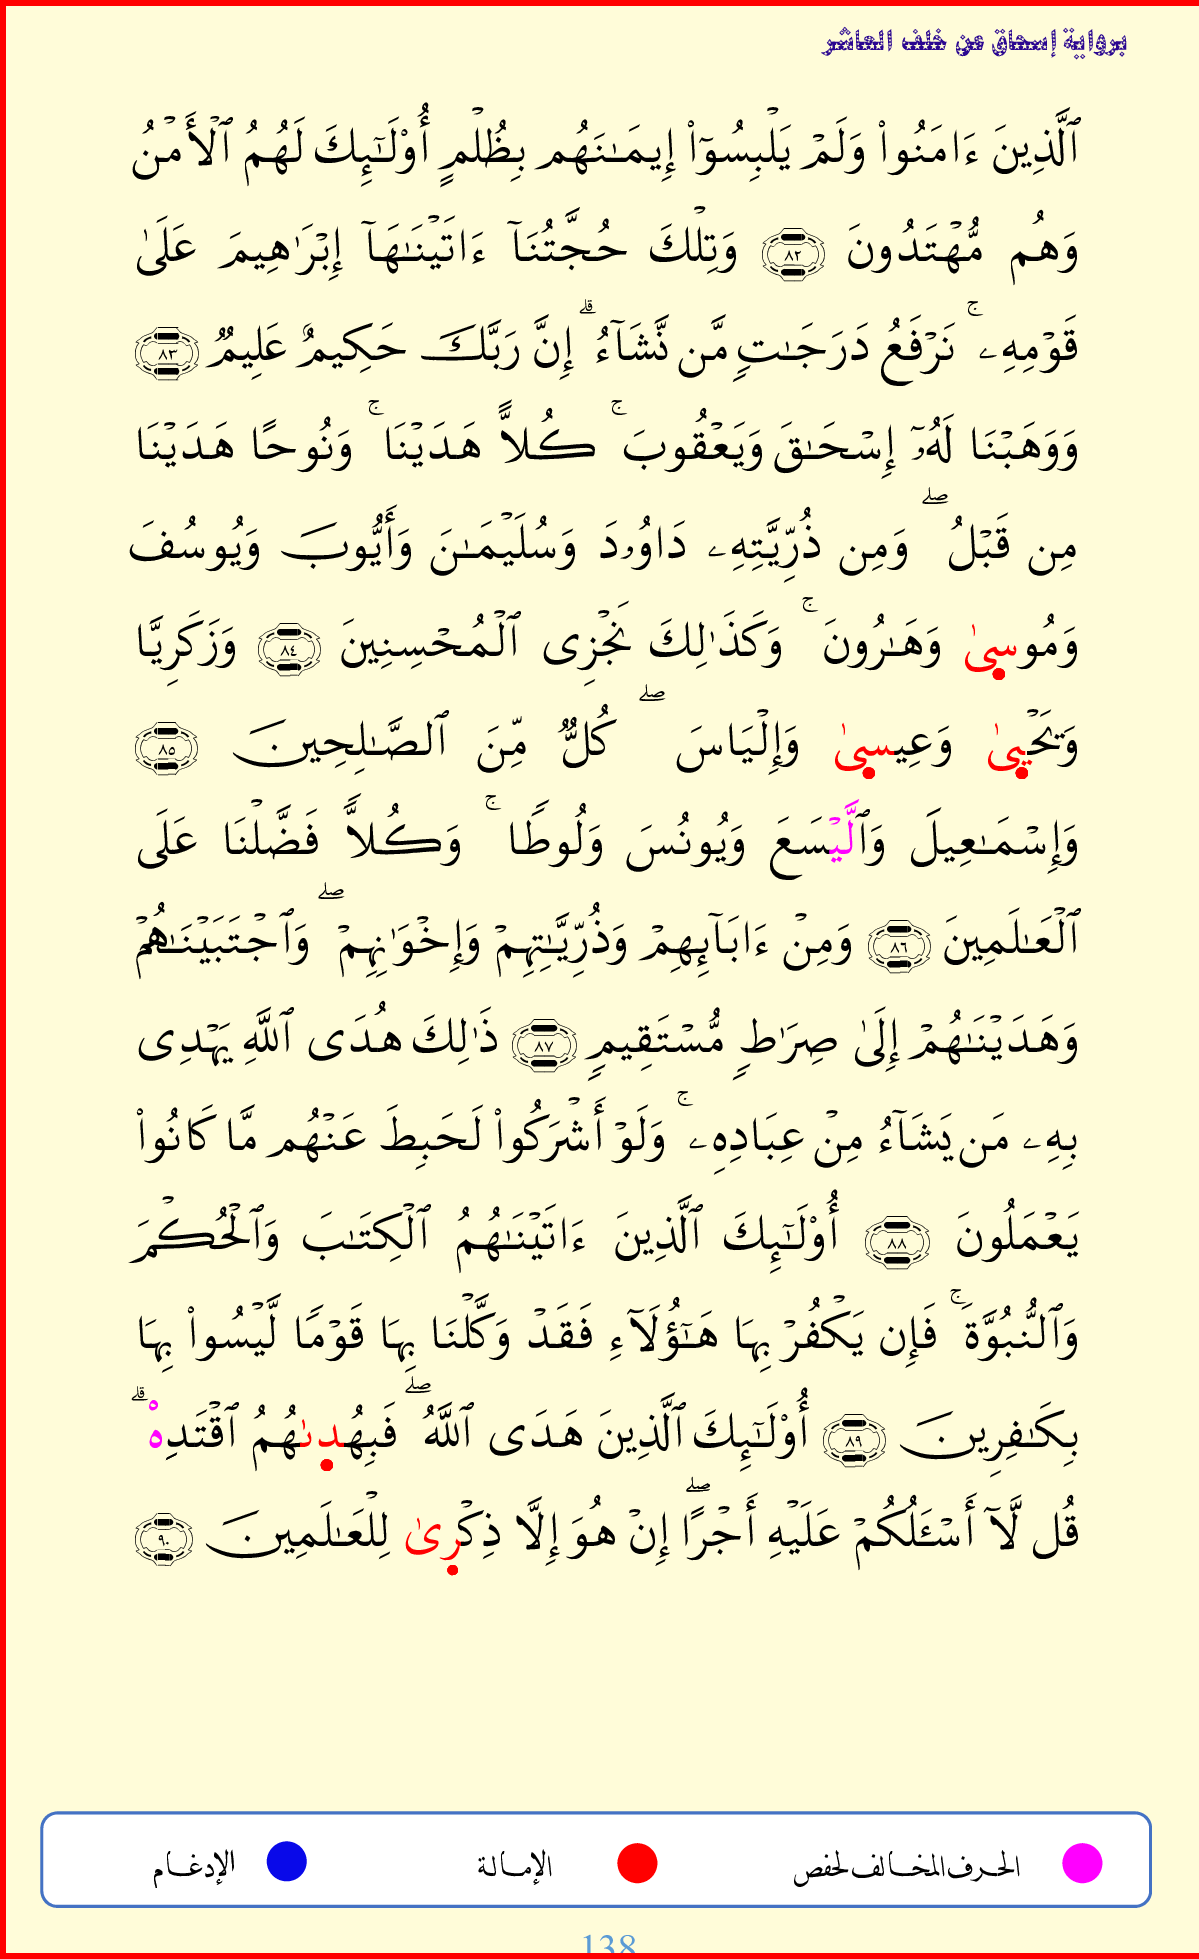 برواية إسحاق عن خلف العاشر
ٱلَّذِينَ ءَامَنُواْ وَلَمْ يَلْبِسُوٓاْ إِيمَـٰنَهُم بِظُلْمٍ أُوْلَـٰٓئِكَ لَهُمُ ٱلْأَمْنُ
وَهُم مُّهْتَدُونَ ٨٢ وَتِلْكَ حُجَّتُنَآ ءَاتَيْنَـٰهَآ إِبْرَٰهِيمَ عَلَىٰ
قَوْمِهِۦ ۚ نَرْفَعُ دَرَجَـٰتٍ مَّن نَّشَآءُ ۗ إِنَّ رَبَّكَ حَكِيمٌ عَلِيمٌ ٨٣
وَوَهَبْنَا لَهُۥٓ إِسْحَـٰقَ وَيَعْقُوبَ ۚ كُلاًّ هَدَيْنَا ۚ وَنُوحًا هَدَيْنَا
مِن قَبْلُ ۖ وَمِن ذُرِّيَّتِهِۦ دَاوُۥدَ وَسُلَيْمَـٰنَ وَأَيُّوبَ وَيُوسُفَ
وَمُوسِىٰ وَهَـٰرُونَ ۚ وَكَذَٰلِكَ نَجْزِى ٱلْمُحْسِنِينَ ٨٤ وَزَكَرِيَّا
وَيَحْيِىٰ وَعِيسِىٰ وَإِلْيَاسَ ۖ كُلٌّ مِّنَ ٱلصَّـٰلِحِينَ ٨٥
وَإِسْمَـٰعِيلَ وَٱلَّيْسَعَ وَيُونُسَ وَلُوطًا ۚ وَكُلاًّ فَضَّلْنَا عَلَى
ٱلْعَـٰلَمِينَ ٨٦ وَمِنْ ءَابَآئِهِمْ وَذُرِّيَّـٰتِهِمْ وَإِخْوَٰنِهِمْ ۖ وَٱجْتَبَيْنَـٰهُمْ
وَهَدَيْنَـٰهُمْ إِلَىٰ صِرَٰطٍ مُّسْتَقِيمٍ ٨٧ ذَٰلِكَ هُدَى ٱللَّهِ يَهْدِى
بِهِۦ مَن يَشَآءُ مِنْ عِبَادِهِۦ ۚ وَلَوْ أَشْرَكُواْ لَحَبِطَ عَنْهُم مَّا كَانُواْ
يَعْمَلُونَ ٨٨ أُوْلَـٰٓئِكَ ٱلَّذِينَ ءَاتَيْنَـٰهُمُ ٱلْكِتَـٰبَ وَٱلْحُكْمَ
وَٱلنُّبُوَّةَ ۚ فَإِن يَكْفُرْ بِهَا هَـٰٓؤُلَآءِ فَقَدْ وَكَّلْنَا بِهَا قَوْمًا لَّيْسُواْ بِهَا
بِكَـٰفِرِينَ ٨٩ أُوْلَـٰٓئِكَ ٱلَّذِينَ هَدَى ٱللَّهُ ۖ فَبِهُدِىٰهُمُ ٱقْتَدِهْ ۗ
قُل لَّآ أَسْـَٔلُكُمْ عَلَيْهِ أَجْرًا ۖ إِنْ هُوَ إِلَّا ذِكْرِىٰ لِلْعَـٰلَمِينَ ٩٠
الحرف المخالف لحفص الإمالة الإدغام
138